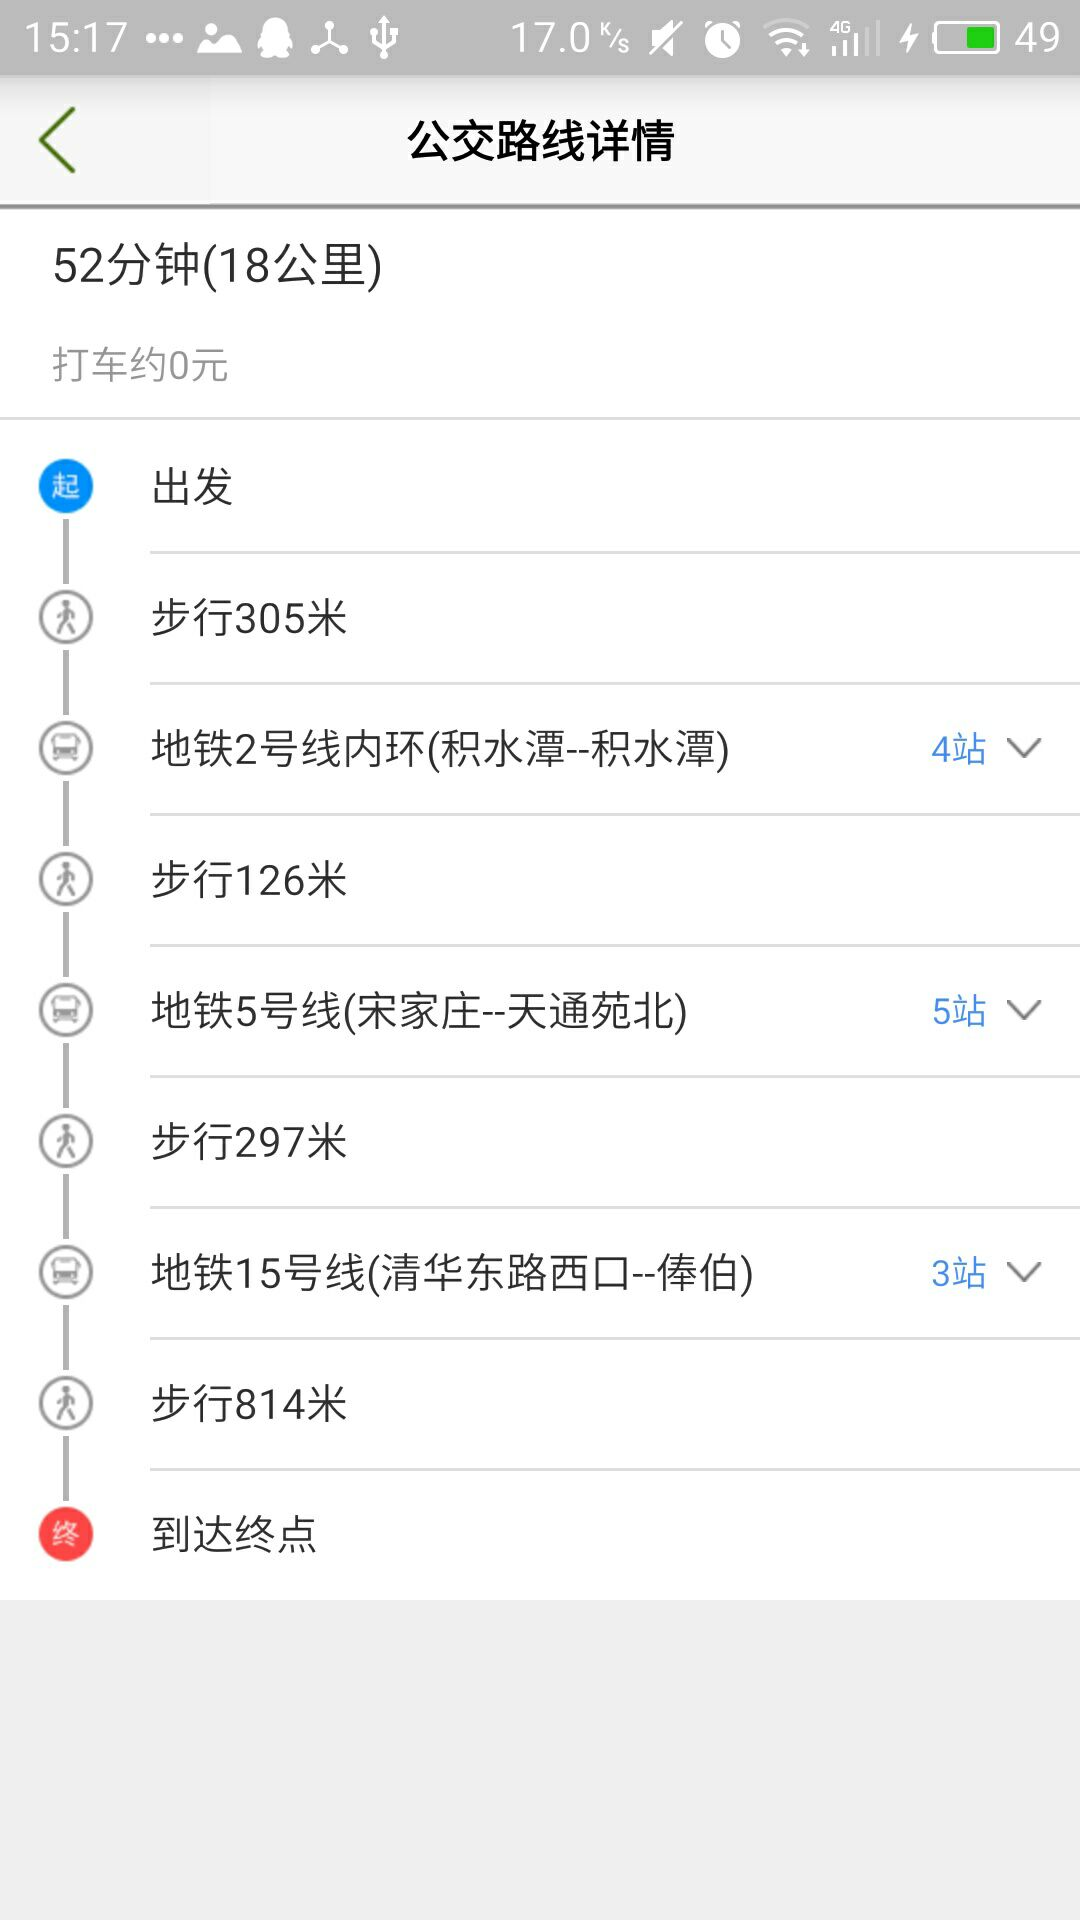 15:17 17.0 K/s 4G 49
公交路线详情
52分钟(18公里)
打车约0元
起 出发
步行305米
地铁2号线内环(积水潭--积水潭) 4站
步行126米
地铁5号线(宋家庄--天通苑北) 5站
步行297米
地铁15号线(清华东路西口--俸伯) 3站
步行814米
终 到达终点